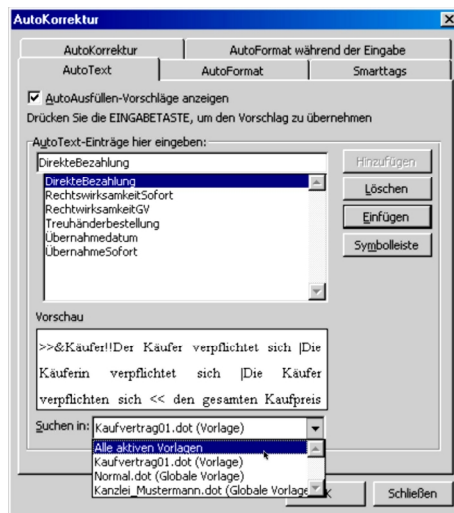 AutoKorrektur
AutoKorrektur
AutoFormat während der Eingabe
AutoText
AutoFormat
Smarttags
AutoAusfüllen-Vorschläge anzeigen
Drücken Sie die EINGABETASTE, um den Vorschlag zu übernehmen
AutoText-Einträge hier eingeben:
DirekteBezahlung
Hinzufügen
DirekteBezahlung
RechtswirksamkeitSofort
Löschen
RechtwirksamkeitGV
Treuhänderbestellung
Einfügen
Übernahmedatum
ÜbernahmeSofort
Symbolleiste
Vorschau
>>&Käufer!!Der Käufer verpflichtet sich |Die
Käuferin verpflichtet sich |Die Käufer
verpflichten sich << den gesamten Kaufpreis
Suchen in:
Kaufvertrag01.dot (Vorlage)
Alle aktiven Vorlagen
Kaufvertrag01.dot (Vorlage)
Normal.dot (Globale Vorlage)
Kanzlei_Mustermann.dot (Globale Vorlage
Schließen